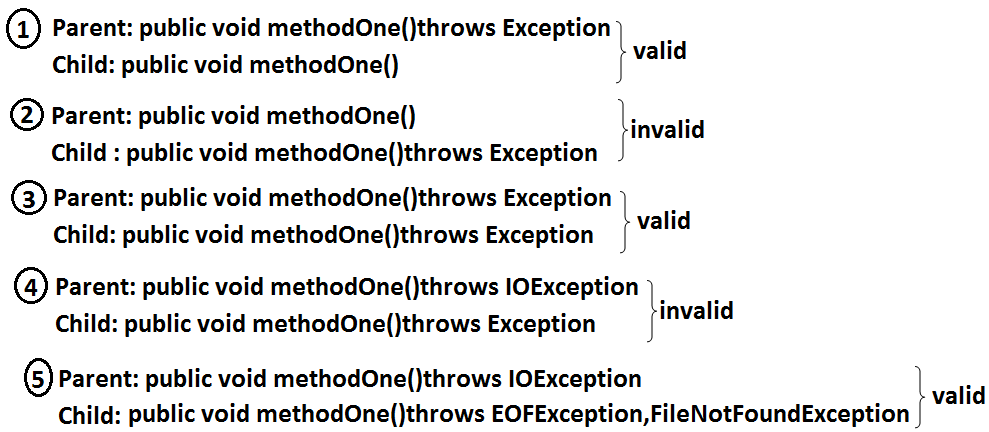 1 Parent: public void methodOne()throws Exception
Child: public void methodOne()
valid
2 Parent: public void methodOne()
Child : public void methodOne()throws Exception
invalid
3 Parent: public void methodOne()throws Exception
Child: public void methodOne()throws Exception
valid
4 Parent: public void methodOne()throws IOException
Child: public void methodOne()throws Exception
invalid
5 Parent: public void methodOne()throws IOException
Child: public void methodOne()throws EOFException,FileNotFoundException
valid